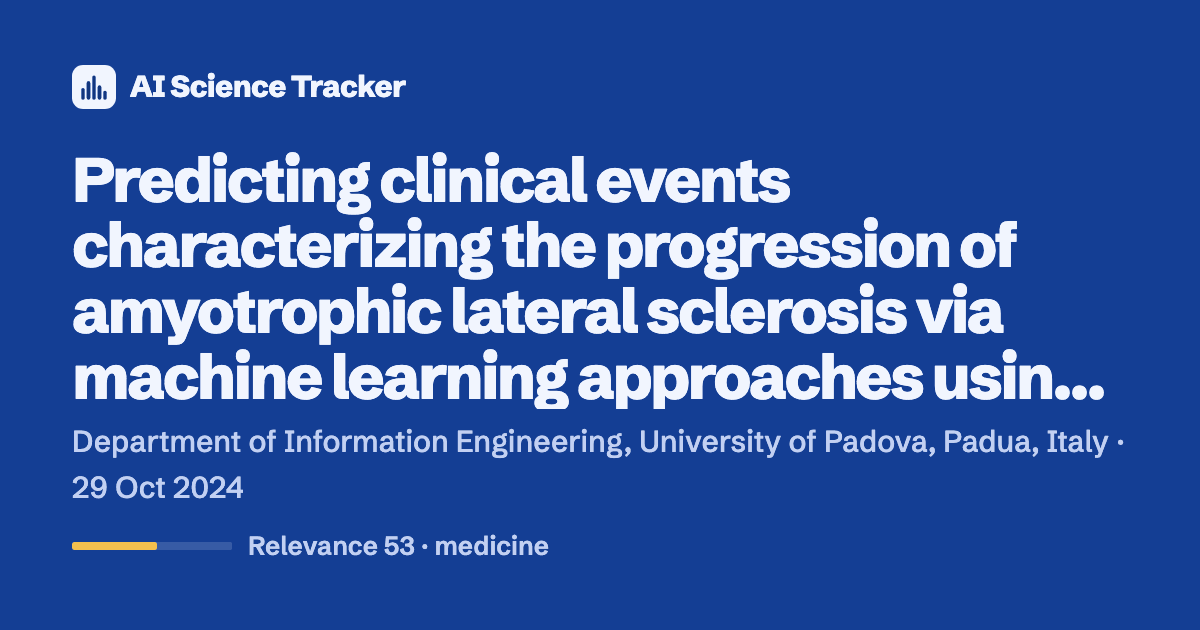 AI Science Tracker
Predicting clinical events
characterizing the progression of
amyotrophic lateral sclerosis via
machine learning approaches usin...
Department of Information Engineering, University of Padova, Padua, Italy ·
29 Oct 2024
Relevance 53 · medicine